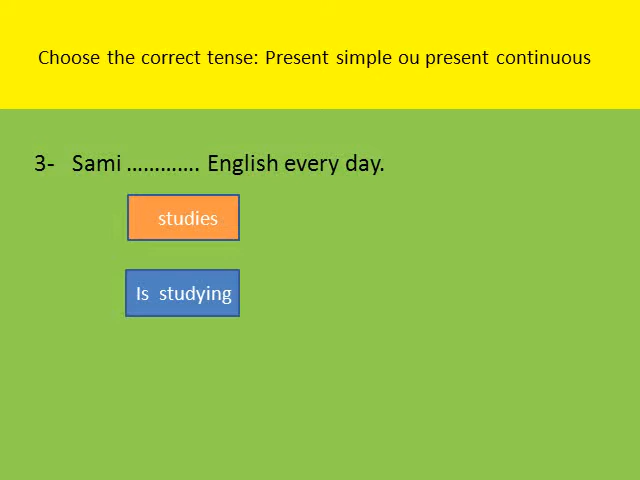 Choose the correct tense: Present simple ou present continuous
3- Sami …………. English every day.
studies
Is studying